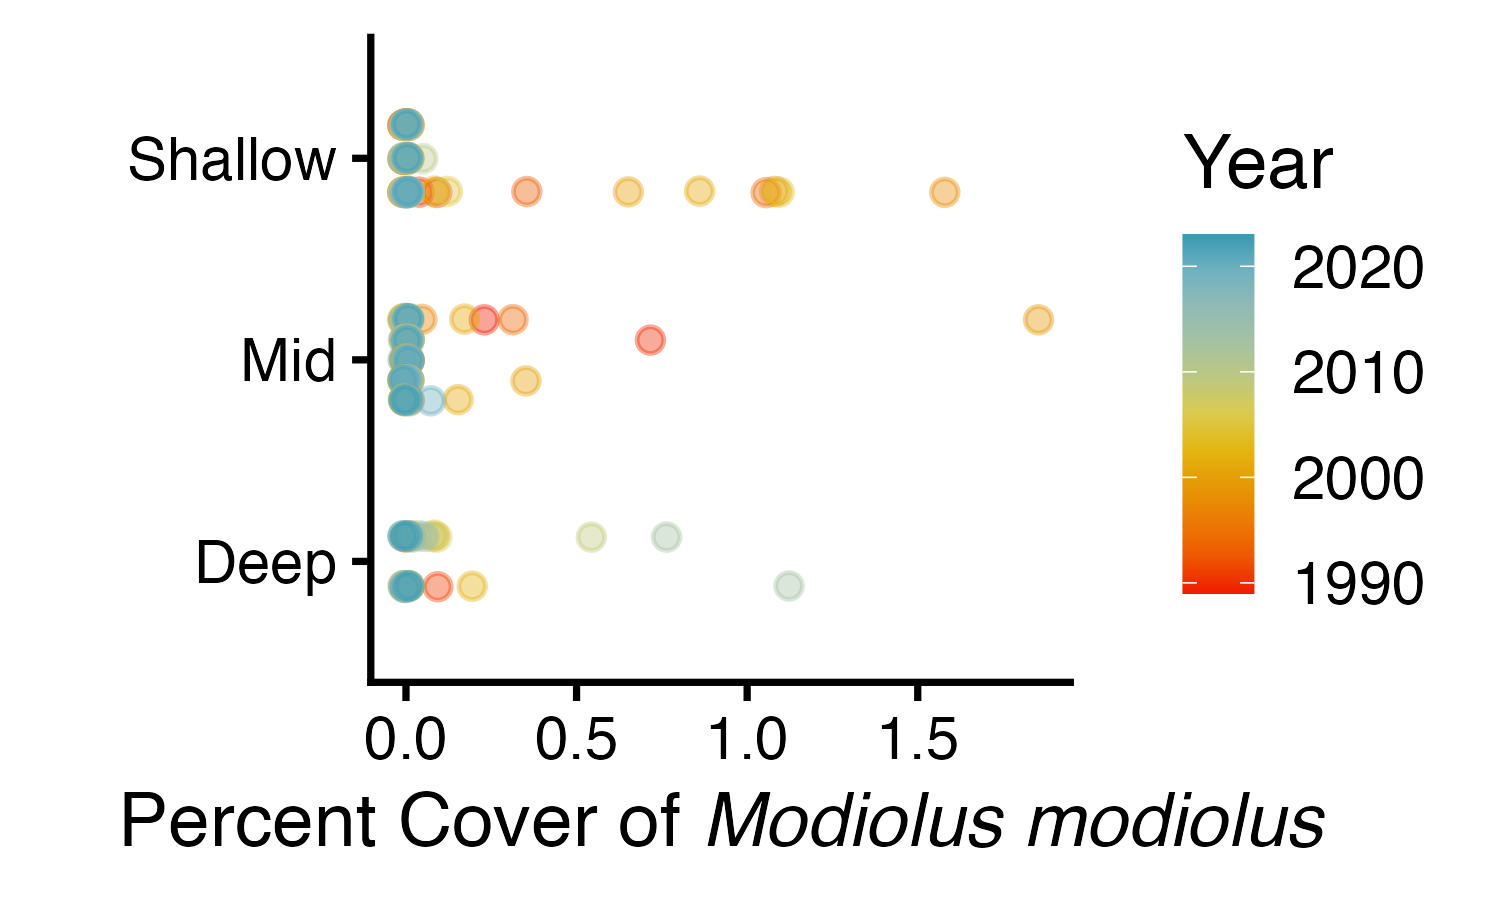 Shallow
Mid
Deep
0.0 0.5 1.0 1.5
Percent Cover of Modiolus modiolus
Year
2020
2010
2000
1990